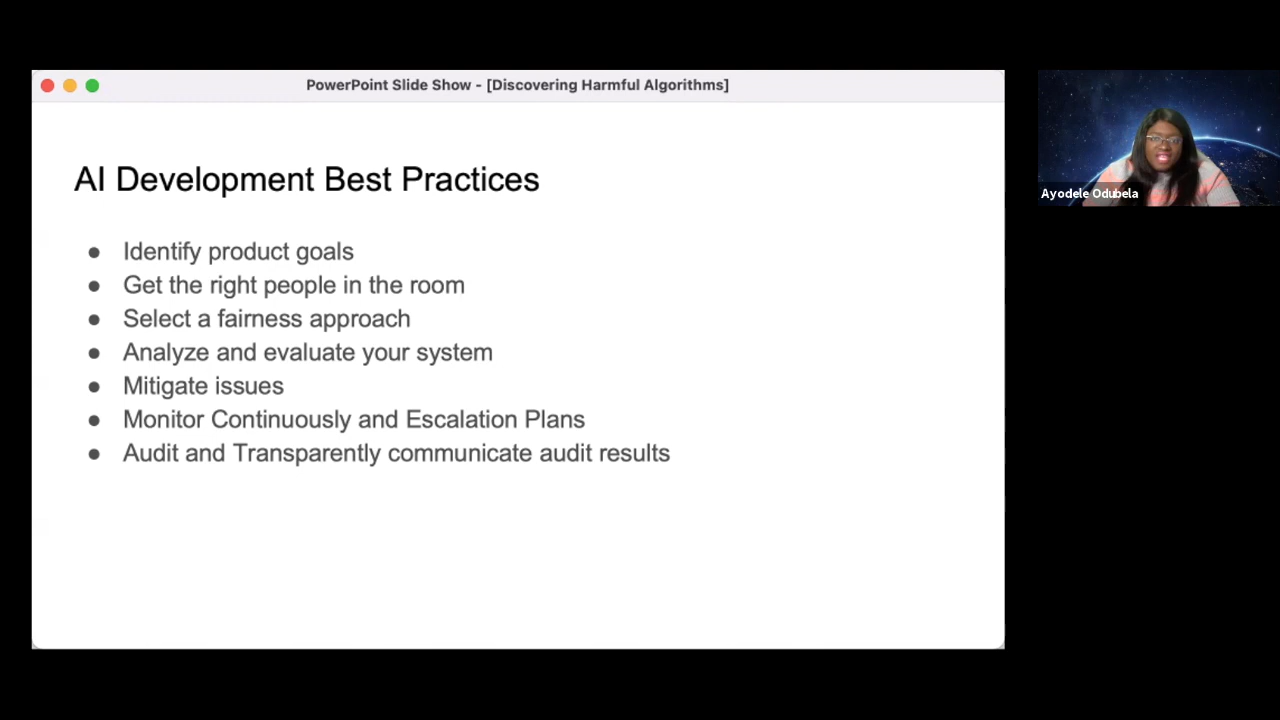 PowerPoint Slide Show - [Discovering Harmful Algorithms]
AI Development Best Practices
● Identify product goals
● Get the right people in the room
● Select a fairness approach
● Analyze and evaluate your system
● Mitigate issues
● Monitor Continuously and Escalation Plans
● Audit and Transparently communicate audit results
Ayodele Odubela